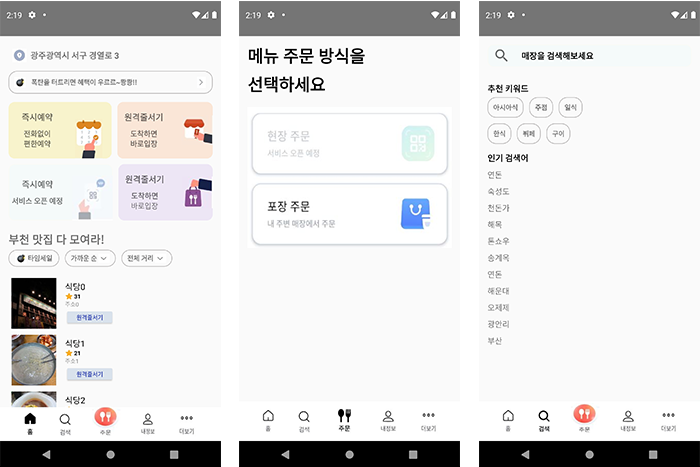 2:19
광주광역시 서구 경열로 3
폭탄을 터트리면 혜택이 우르르~팡팡!!
즉시예약
전화없이
편한예약
원격줄서기
도착하면
바로입장
즉시예약
서비스 오픈 예정
원격줄서기
도착하면
바로입장
부천 맛집 다 모여라!
타임세일
가까운 순
전체 거리
식당0
31
주소0
원격줄서기
식당1
21
주소1
원격줄서기
식당2
홈
검색
주문
내정보
더보기
2:19
메뉴 주문 방식을
선택하세요
현장 주문
서비스 오픈 예정
포장 주문
내 주변 매장에서 주문
홈
검색
주문
내정보
더보기
2:19
매장을 검색해보세요
추천 키워드
아시아식
주점
일식
한식
뷔페
구이
인기 검색어
연돈
숙성도
천돈가
해목
톤쇼우
송계옥
연돈
해운대
오제제
광안리
부산
홈
검색
주문
내정보
더보기